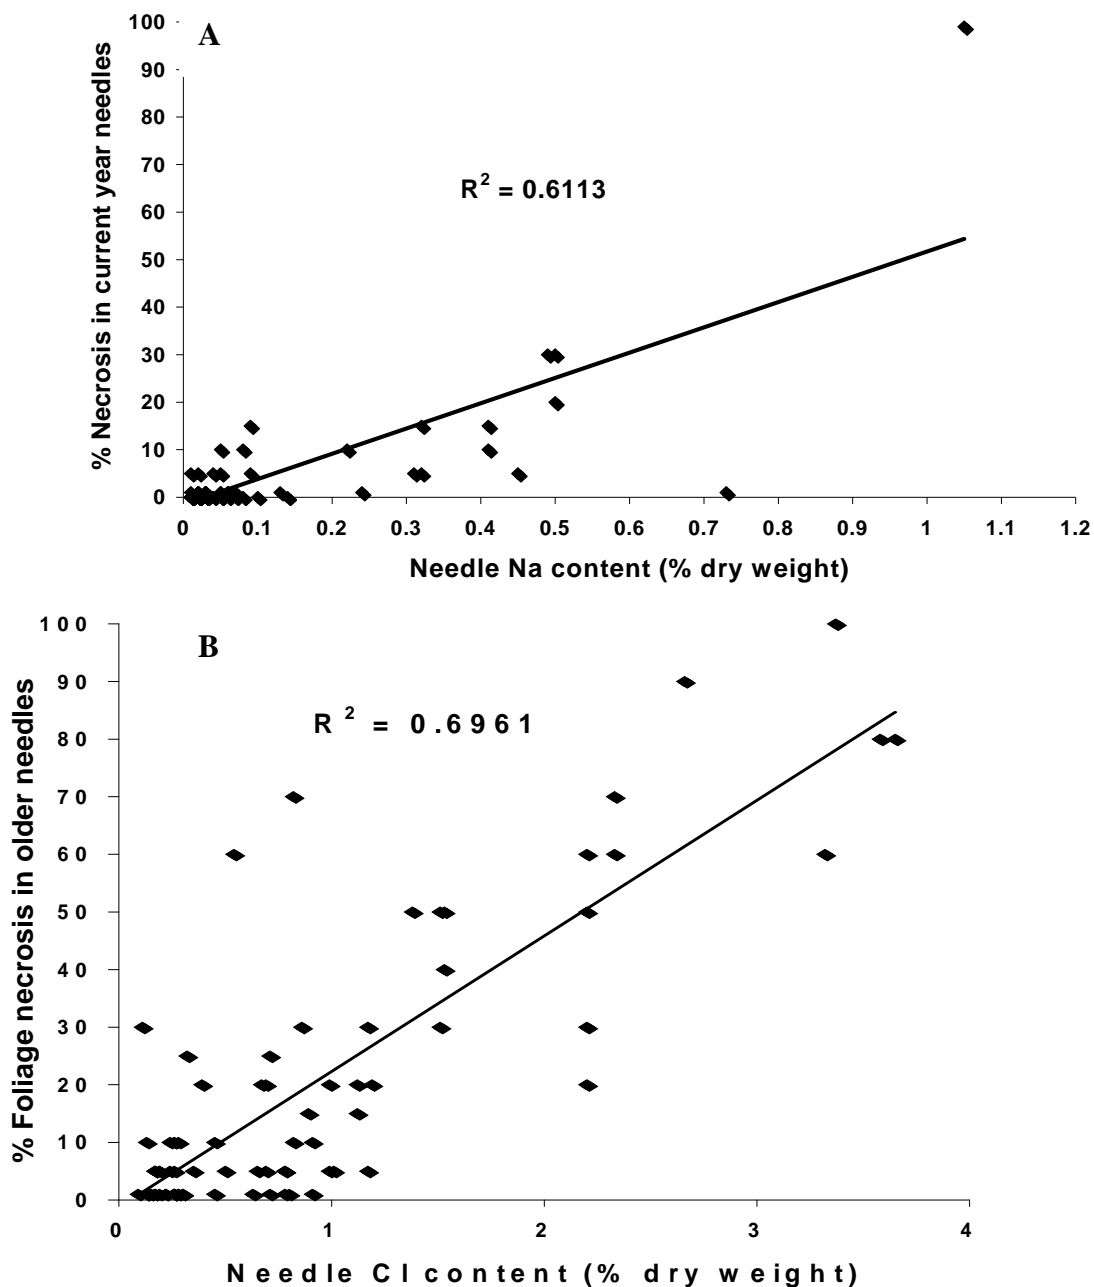 A
% Necrosis in current year needles
100
90
80
70
60
50
40
30
20
10
0
R² = 0.6113
0 0.1 0.2 0.3 0.4 0.5 0.6 0.7 0.8 0.9 1 1.1 1.2
Needle Na content (% dry weight)
B
% Foliage necrosis in older needles
100
90
80
70
60
50
40
30
20
10
0
R² = 0.6961
0 1 2 3 4
Needle Cl content (% dry weight)